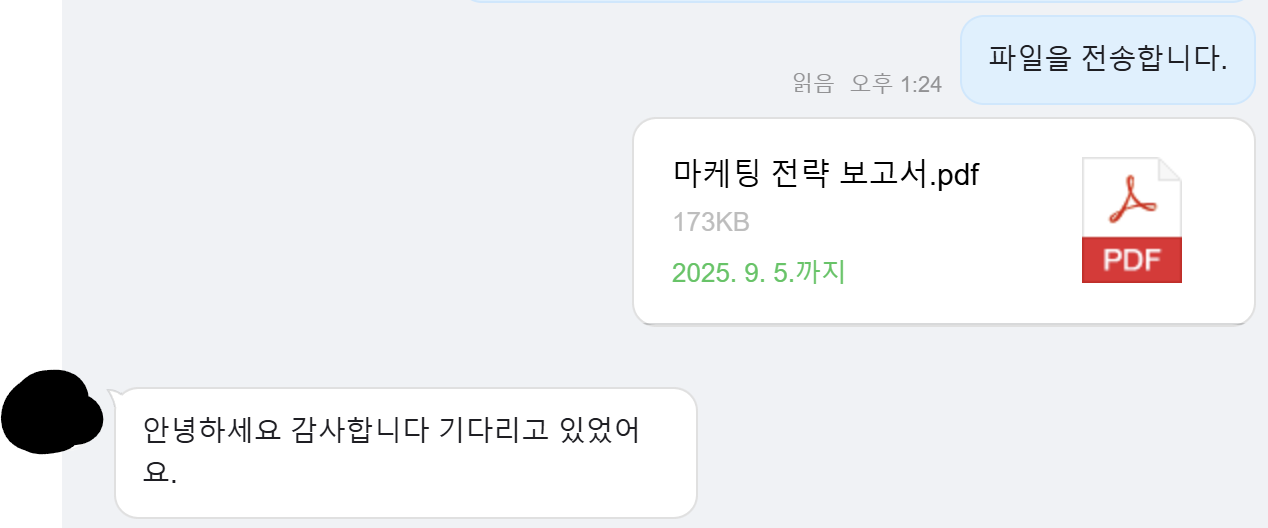 파일을 전송합니다.
읽음 오후 1:24
마케팅 전략 보고서.pdf
173KB
PDF
2025. 9. 5.까지
안녕하세요 감사합니다 기다리고 있었어
요.